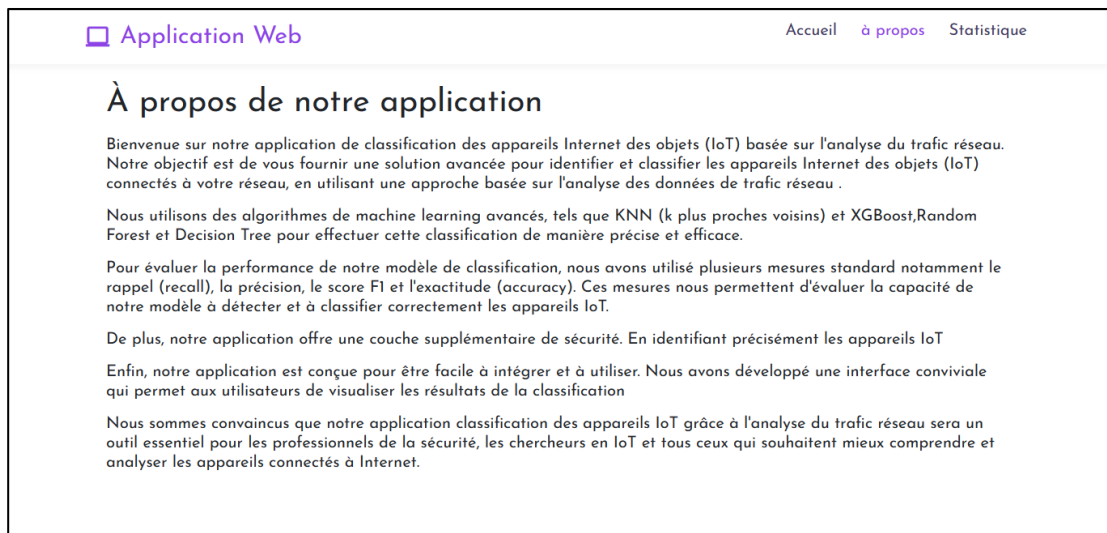 Application Web
Accueil à propos Statistique
À propos de notre application
Bienvenue sur notre application de classification des appareils Internet des objets (IoT) basée sur l'analyse du trafic réseau.
Notre objectif est de vous fournir une solution avancée pour identifier et classifier les appareils Internet des objets (IoT)
connectés à votre réseau, en utilisant une approche basée sur l'analyse des données de trafic réseau .
Nous utilisons des algorithmes de machine learning avancés, tels que KNN (k plus proches voisins) et XGBoost,Random
Forest et Decision Tree pour effectuer cette classification de manière précise et efficace.
Pour évaluer la performance de notre modèle de classification, nous avons utilisé plusieurs mesures standard notamment le
rappel (recall), la précision, le score F1 et l'exactitude (accuracy). Ces mesures nous permettent d'évaluer la capacité de
notre modèle à détecter et à classifier correctement les appareils IoT.
De plus, notre application offre une couche supplémentaire de sécurité. En identifiant précisément les appareils IoT
Enfin, notre application est conçue pour être facile à intégrer et à utiliser. Nous avons développé une interface conviviale
qui permet aux utilisateurs de visualiser les résultats de la classification
Nous sommes convaincus que notre application classification des appareils IoT grâce à l'analyse du trafic réseau sera un
outil essentiel pour les professionnels de la sécurité, les chercheurs en IoT et tous ceux qui souhaitent mieux comprendre et
analyser les appareils connectés à Internet.